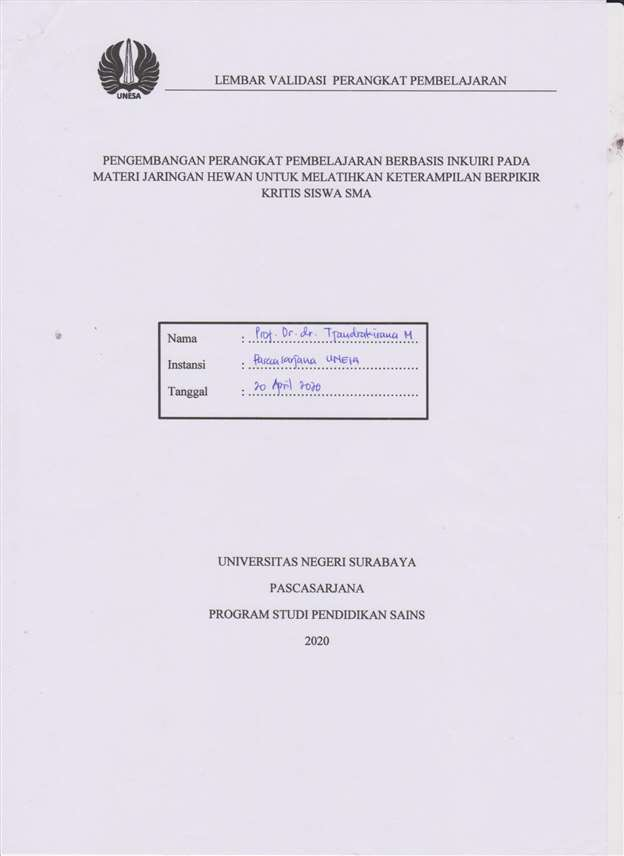 UNESA
LEMBAR VALIDASI PERANGKAT PEMBELAJARAN
PENGEMBANGAN PERANGKAT PEMBELAJARAN BERBASIS INKUIRI PADA
MATERI JARINGAN HEWAN UNTUK MELATIHKAN KETERAMPILAN BERPIKIR
KRITIS SISWA SMA
Nama : Prof. Dr. dr. Tjandrakirana M
Instansi : Pascasarjana UNESA
Tanggal : 20 April 2020
UNIVERSITAS NEGERI SURABAYA
PASCASARJANA
PROGRAM STUDI PENDIDIKAN SAINS
2020